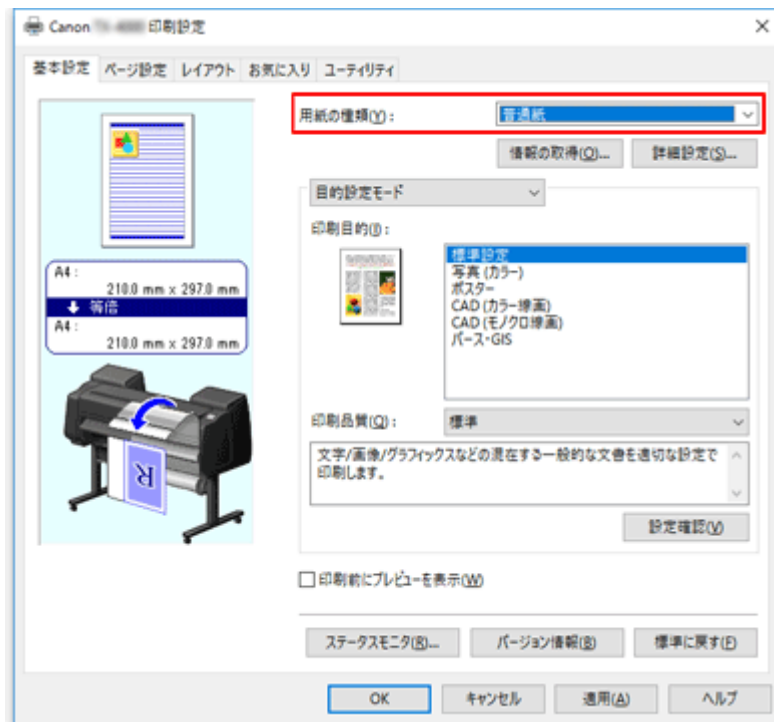 Canon 印刷設定
基本設定 ページ設定 レイアウト お気に入り ユーティリティ
用紙の種類(Y): 普通紙
情報の取得(O)... 詳細設定(S)...
目的設定モード
印刷目的(I):
標準設定
写真 (カラー)
ポスター
CAD (カラー線画)
CAD (モノクロ線画)
パース・GIS
A4 :
210.0 mm x 297.0 mm
等倍
A4 :
210.0 mm x 297.0 mm
R
印刷品質(Q): 標準
文字/画像/グラフィックスなどの混在する一般的な文書を適切な設定で
印刷します。
設定確認(V)
印刷前にプレビューを表示(W)
ステータスモニタ(R)... バージョン情報(B) 標準に戻す(F)
OK キャンセル 適用(A) ヘルプ